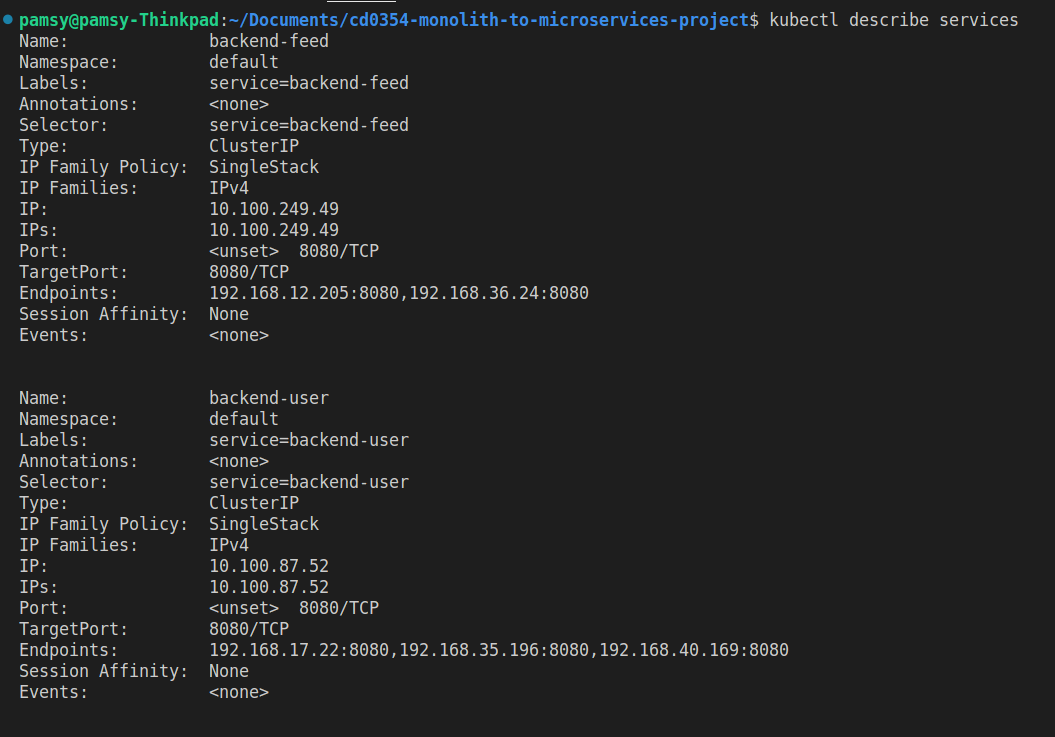 pamsy@pamsy-Thinkpad:~/Documents/cd0354-monolith-to-microservices-project$ kubectl describe services
Name:              backend-feed
Namespace:         default
Labels:            service=backend-feed
Annotations:       <none>
Selector:          service=backend-feed
Type:              ClusterIP
IP Family Policy:  SingleStack
IP Families:       IPv4
IP:                10.100.249.49
IPs:               10.100.249.49
Port:              <unset>  8080/TCP
TargetPort:        8080/TCP
Endpoints:         192.168.12.205:8080,192.168.36.24:8080
Session Affinity:  None
Events:            <none>
Name:              backend-user
Namespace:         default
Labels:            service=backend-user
Annotations:       <none>
Selector:          service=backend-user
Type:              ClusterIP
IP Family Policy:  SingleStack
IP Families:       IPv4
IP:                10.100.87.52
IPs:               10.100.87.52
Port:              <unset>  8080/TCP
TargetPort:        8080/TCP
Endpoints:         192.168.17.22:8080,192.168.35.196:8080,192.168.40.169:8080
Session Affinity:  None
Events:            <none>